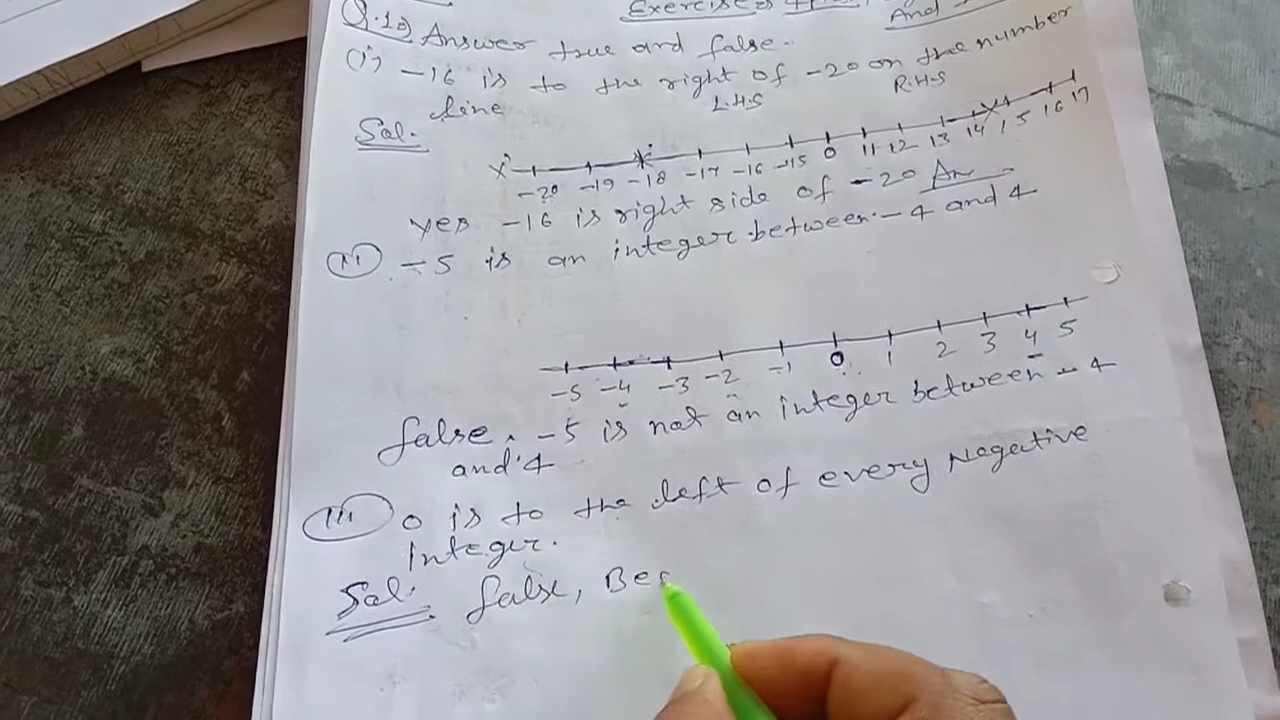 Exercise
And
Q.10) Answer true and false.
(i) -16 is to the right of -20 on the number
line
L.H.S R.H.S
Sol.
-20 -19 -18 -17 -16 -15 0 11 12 13 14 15 16 17
yes -16 is right side of -20 An
(ii) -5 is an integer between -4 and 4
-5 -4 -3 -2 -1 0 1 2 3 4 5
false. -5 is not an integer between -4
and 4
(iii) 0 is to the left of every Negative
Integer.
Sol. false, Bec